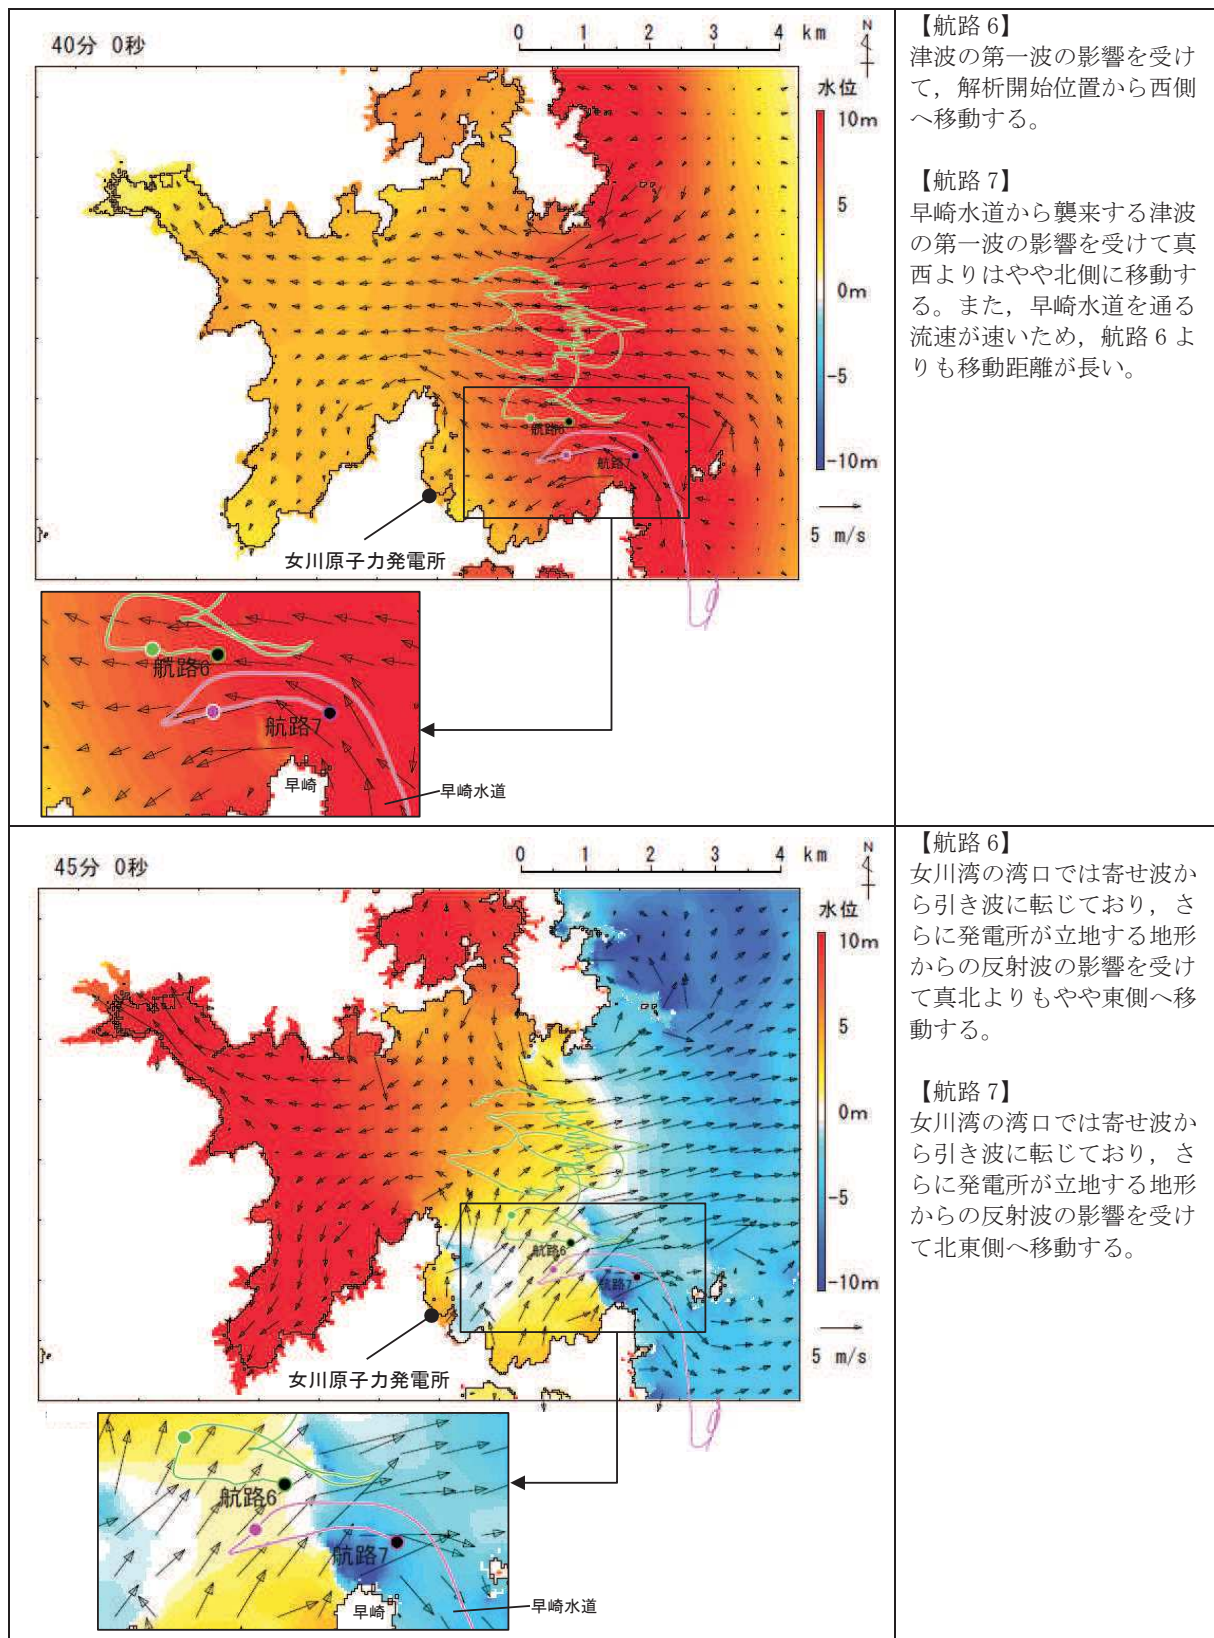 40分 0秒
0 1 2 3 4 km
N
水位
10m
5
0m
-5
-10m
5 m/s
航路6
航路7
女川原子力発電所
航路6
航路7
早崎
早崎水道
【航路6】
津波の第一波の影響を受け
て，解析開始位置から西側
へ移動する。
【航路7】
早崎水道から襲来する津波
の第一波の影響を受けて真
西よりはやや北側に移動す
る。また，早崎水道を通る
流速が速いため，航路6よ
りも移動距離が長い。
45分 0秒
0 1 2 3 4 km
N
水位
10m
5
0m
-5
-10m
5 m/s
航路6
航路7
女川原子力発電所
航路6
航路7
早崎
早崎水道
【航路6】
女川湾の湾口では寄せ波か
ら引き波に転じており，さ
らに発電所が立地する地形
からの反射波の影響を受け
て真北よりもやや東側へ移
動する。
【航路7】
女川湾の湾口では寄せ波か
ら引き波に転じており，さ
らに発電所が立地する地形
からの反射波の影響を受け
て北東側へ移動する。